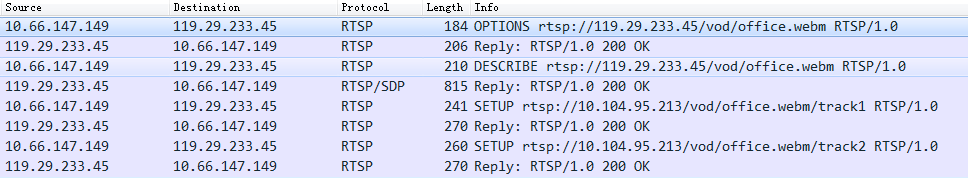 Source Destination Protocol Length Info
10.66.147.149 119.29.233.45 RTSP 184 OPTIONS rtsp://119.29.233.45/vod/office.webm RTSP/1.0
119.29.233.45 10.66.147.149 RTSP 206 Reply: RTSP/1.0 200 OK
10.66.147.149 119.29.233.45 RTSP 210 DESCRIBE rtsp://119.29.233.45/vod/office.webm RTSP/1.0
119.29.233.45 10.66.147.149 RTSP/SDP 815 Reply: RTSP/1.0 200 OK
10.66.147.149 119.29.233.45 RTSP 241 SETUP rtsp://10.104.95.213/vod/office.webm/track1 RTSP/1.0
119.29.233.45 10.66.147.149 RTSP 270 Reply: RTSP/1.0 200 OK
10.66.147.149 119.29.233.45 RTSP 260 SETUP rtsp://10.104.95.213/vod/office.webm/track2 RTSP/1.0
119.29.233.45 10.66.147.149 RTSP 270 Reply: RTSP/1.0 200 OK